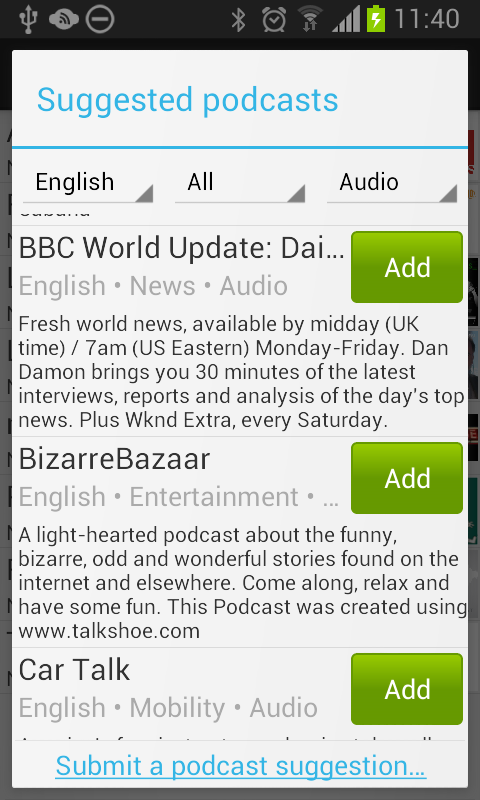 11:40
Suggested podcasts
English All Audio
BBC World Update: Dai...
Add
English • News • Audio
Fresh world news, available by midday (UK
time) / 7am (US Eastern) Monday-Friday. Dan
Damon brings you 30 minutes of the latest
interviews, reports and analysis of the day's top
news. Plus Wknd Extra, every Saturday.
BizarreBazaar
Add
English • Entertainment • ...
A light-hearted podcast about the funny,
bizarre, odd and wonderful stories found on the
internet and elsewhere. Come along, relax and
have some fun. This Podcast was created using
www.talkshoe.com
Car Talk
Add
English • Mobility • Audio
Submit a podcast suggestion...